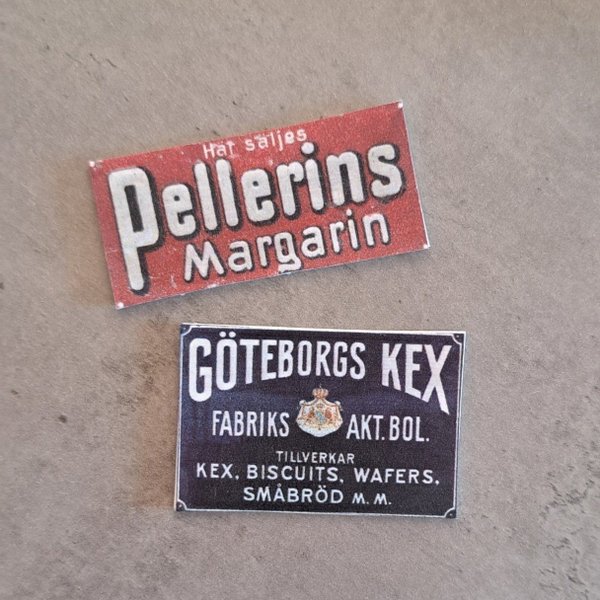 Här säljes
Pellerins
Margarin
GÖTEBORGS KEX
FABRIKS AKT. BOL.
TILLVERKAR
KEX, BISCUITS, WAFERS,
SMÅBRÖD M. M.